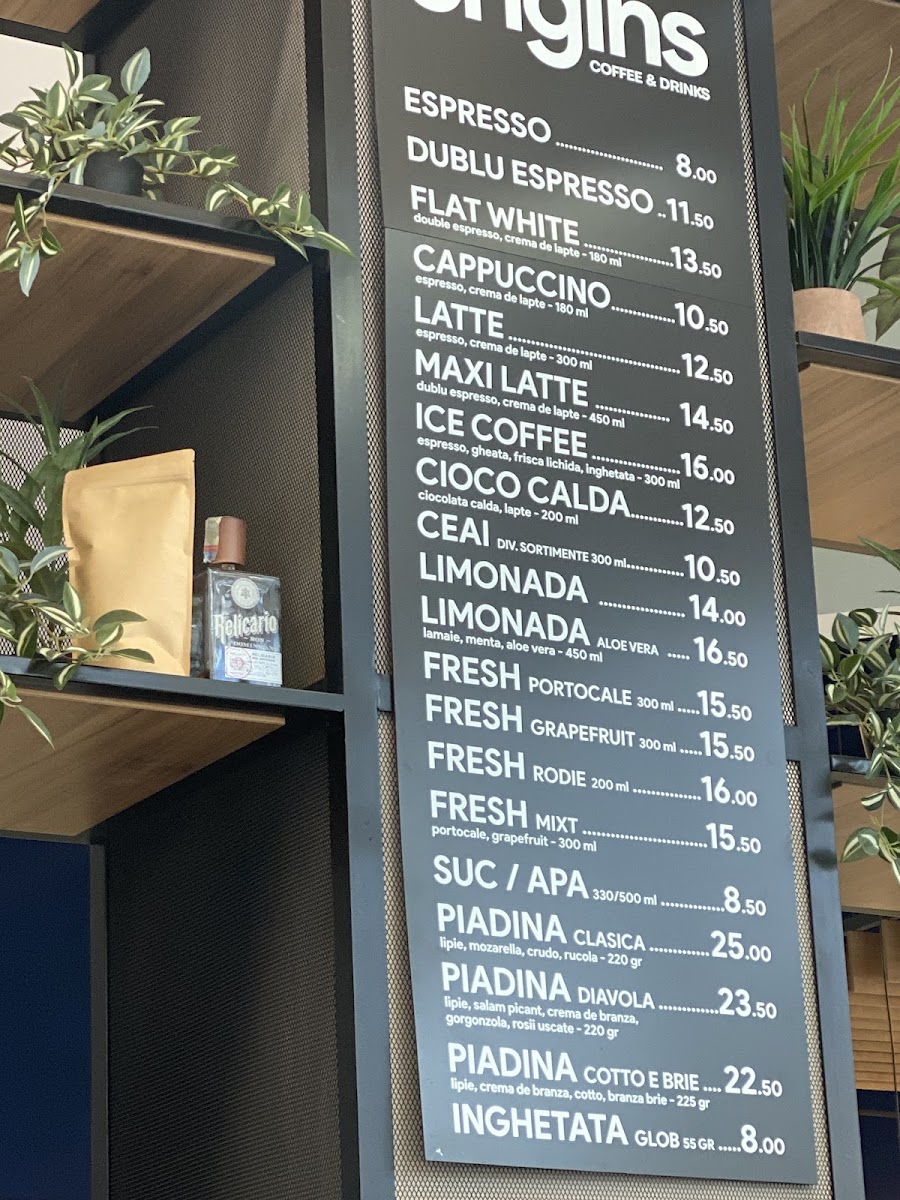 origins
COFFEE & DRINKS
ESPRESSO ..................... 8.00
DUBLU ESPRESSO ..11.50
FLAT WHITE .................13.50
double espresso, crema de lapte - 180 ml
CAPPUCCINO.............10.50
espresso, crema de lapte - 180 ml
LATTE ..................................12.50
espresso, crema de lapte - 300 ml
MAXI LATTE ............... 14.50
dublu espresso, crema de lapte - 450 ml
ICE COFFEE .................16.00
espresso, gheata, frisca lichida, inghetata - 300 ml
CIOCO CALDA...........12.50
ciocolata calda, lapte - 200 ml
CEAI DIV. SORTIMENTE 300 ml............10.50
LIMONADA ................. 14.00
LIMONADA ALOE VERA ..... 16.50
lamaie, menta, aloe vera - 450 ml
FRESH PORTOCALE 300 ml .....15.50
FRESH GRAPEFRUIT 300 ml .....15.50
FRESH RODIE 200 ml ..............16.00
FRESH MIXT .........................15.50
portocale, grapefruit - 300 ml
SUC / APA 330/500 ml .............8.50
PIADINA CLASICA ............25.00
lipie, mozarella, crudo, rucola - 220 gr
PIADINA DIAVOLA ............23.50
lipie, salam picant, crema de branza,
gorgonzola, rosii uscate - 220 gr
PIADINA COTTO E BRIE .... 22.50
lipie, crema de branza, cotto, branza brie - 225 gr
INGHETATA GLOB 55 GR .....8.00
Relicario
RON